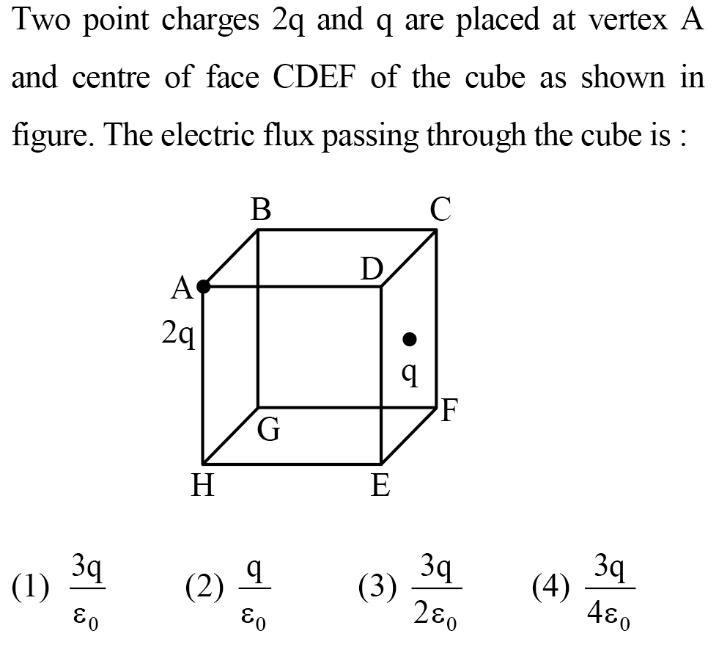 Two point charges 2q and q are placed at vertex A
and centre of face CDEF of the cube as shown in
figure. The electric flux passing through the cube is :
B C
D
A
2q
q
F
G
H E
(1) 3q/ε₀ (2) q/ε₀ (3) 3q/2ε₀ (4) 3q/4ε₀